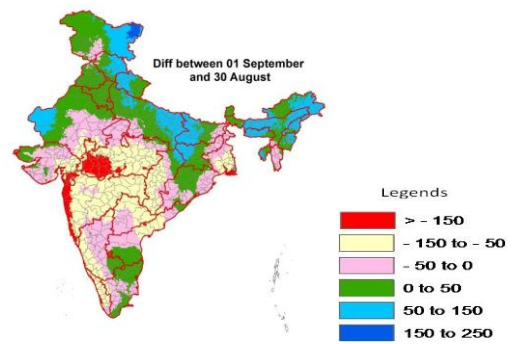 Diff between 01 September
and 30 August
Legends
> - 150
- 150 to - 50
- 50 to 0
0 to 50
50 to 150
150 to 250